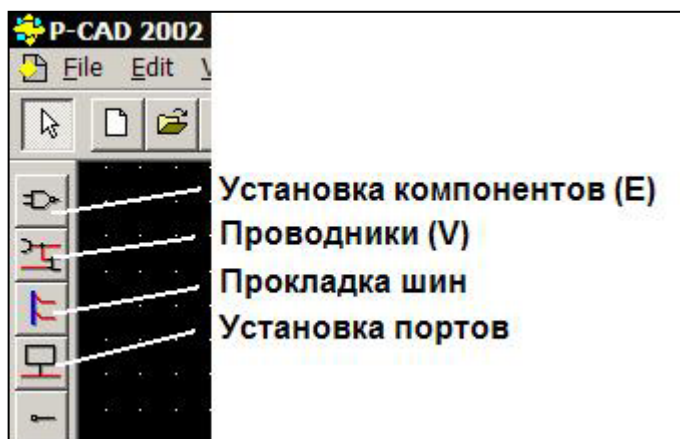 P-CAD 2002
File Edit V
Установка компонентов (E)
Проводники (V)
Прокладка шин
Установка портов